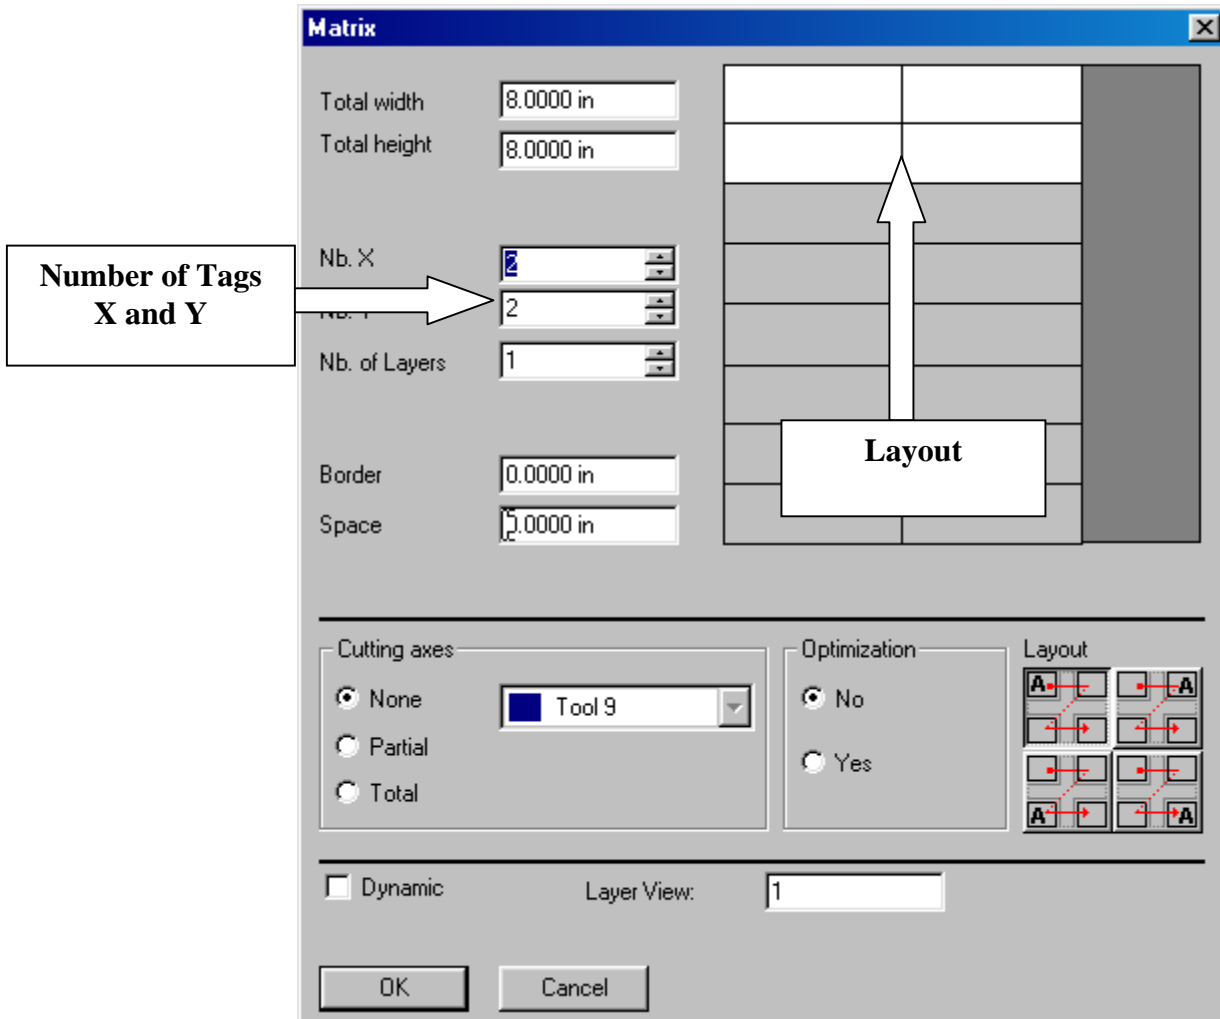 Matrix
Total width 8.0000 in
Total height 8.0000 in
Nb. X 2
Number of Tags
X and Y
2
Nb. of Layers 1
Layout
Border 0.0000 in
Space .0000 in
Cutting axes
Optimization
Layout
None
Tool 9
No
A A
Partial
Yes
Total
A A
Dynamic
Layer View: 1
OK
Cancel